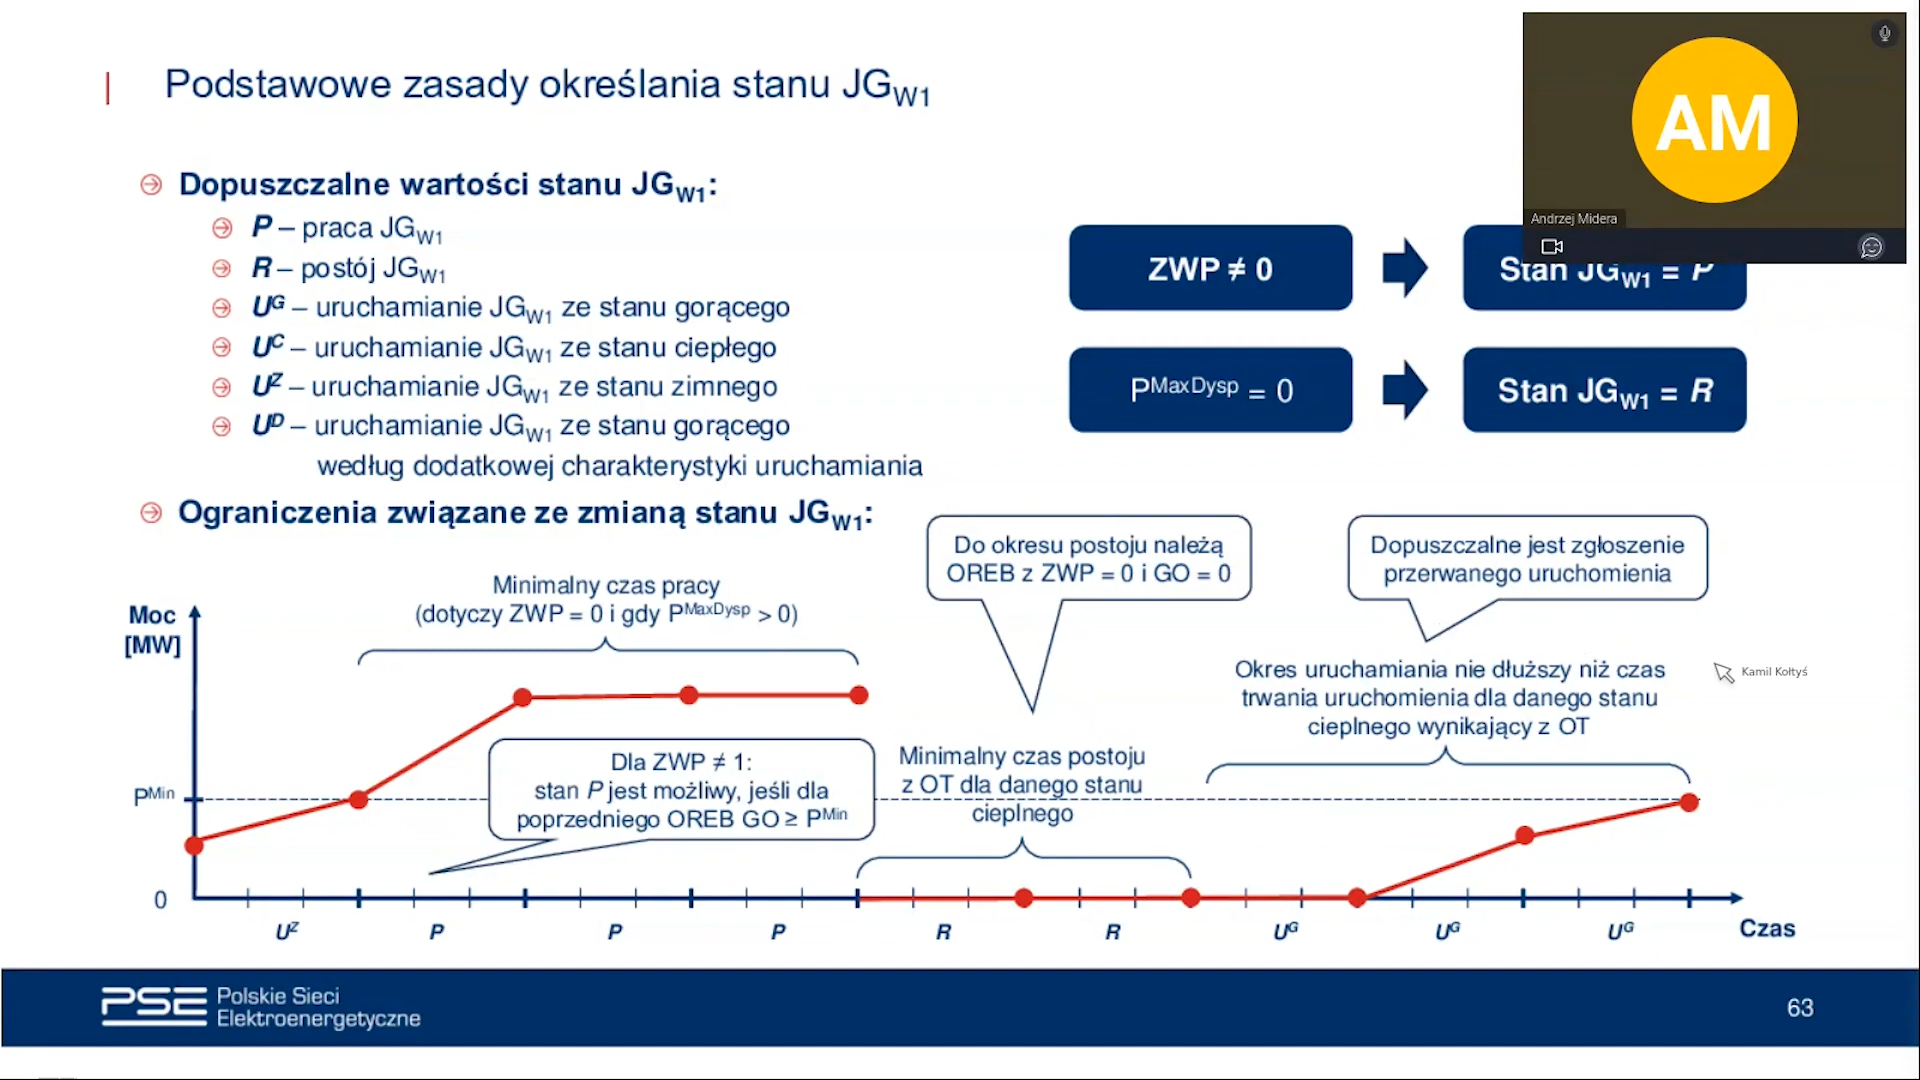 Podstawowe zasady określania stanu JGW1
AM
Andrzej Midera
Dopuszczalne wartości stanu JGW1:
P – praca JGW1
R – postój JGW1
UG – uruchamianie JGW1 ze stanu gorącego
UC – uruchamianie JGW1 ze stanu ciepłego
UZ – uruchamianie JGW1 ze stanu zimnego
UD – uruchamianie JGW1 ze stanu gorącego
według dodatkowej charakterystyki uruchamiania
ZWP ≠ 0
Stan JGW1 = P
PMaxDysp = 0
Stan JGW1 = R
Ograniczenia związane ze zmianą stanu JGW1:
Do okresu postoju należą
OREB z ZWP = 0 i GO = 0
Dopuszczalne jest zgłoszenie
przerwanego uruchomienia
Minimalny czas pracy
(dotyczy ZWP = 0 i gdy PMaxDysp > 0)
Moc
[MW]
Okres uruchamiania nie dłuższy niż czas
trwania uruchomienia dla danego stanu
cieplnego wynikający z OT
Kamil Kołtyś
Dla ZWP ≠ 1:
stan P jest możliwy, jeśli dla
poprzedniego OREB GO ≥ PMin
Minimalny czas postoju
z OT dla danego stanu
cieplnego
PMin
0
UZ P P P R R UG UG UG
Czas
PSE Polskie Sieci
Elektroenergetyczne
63